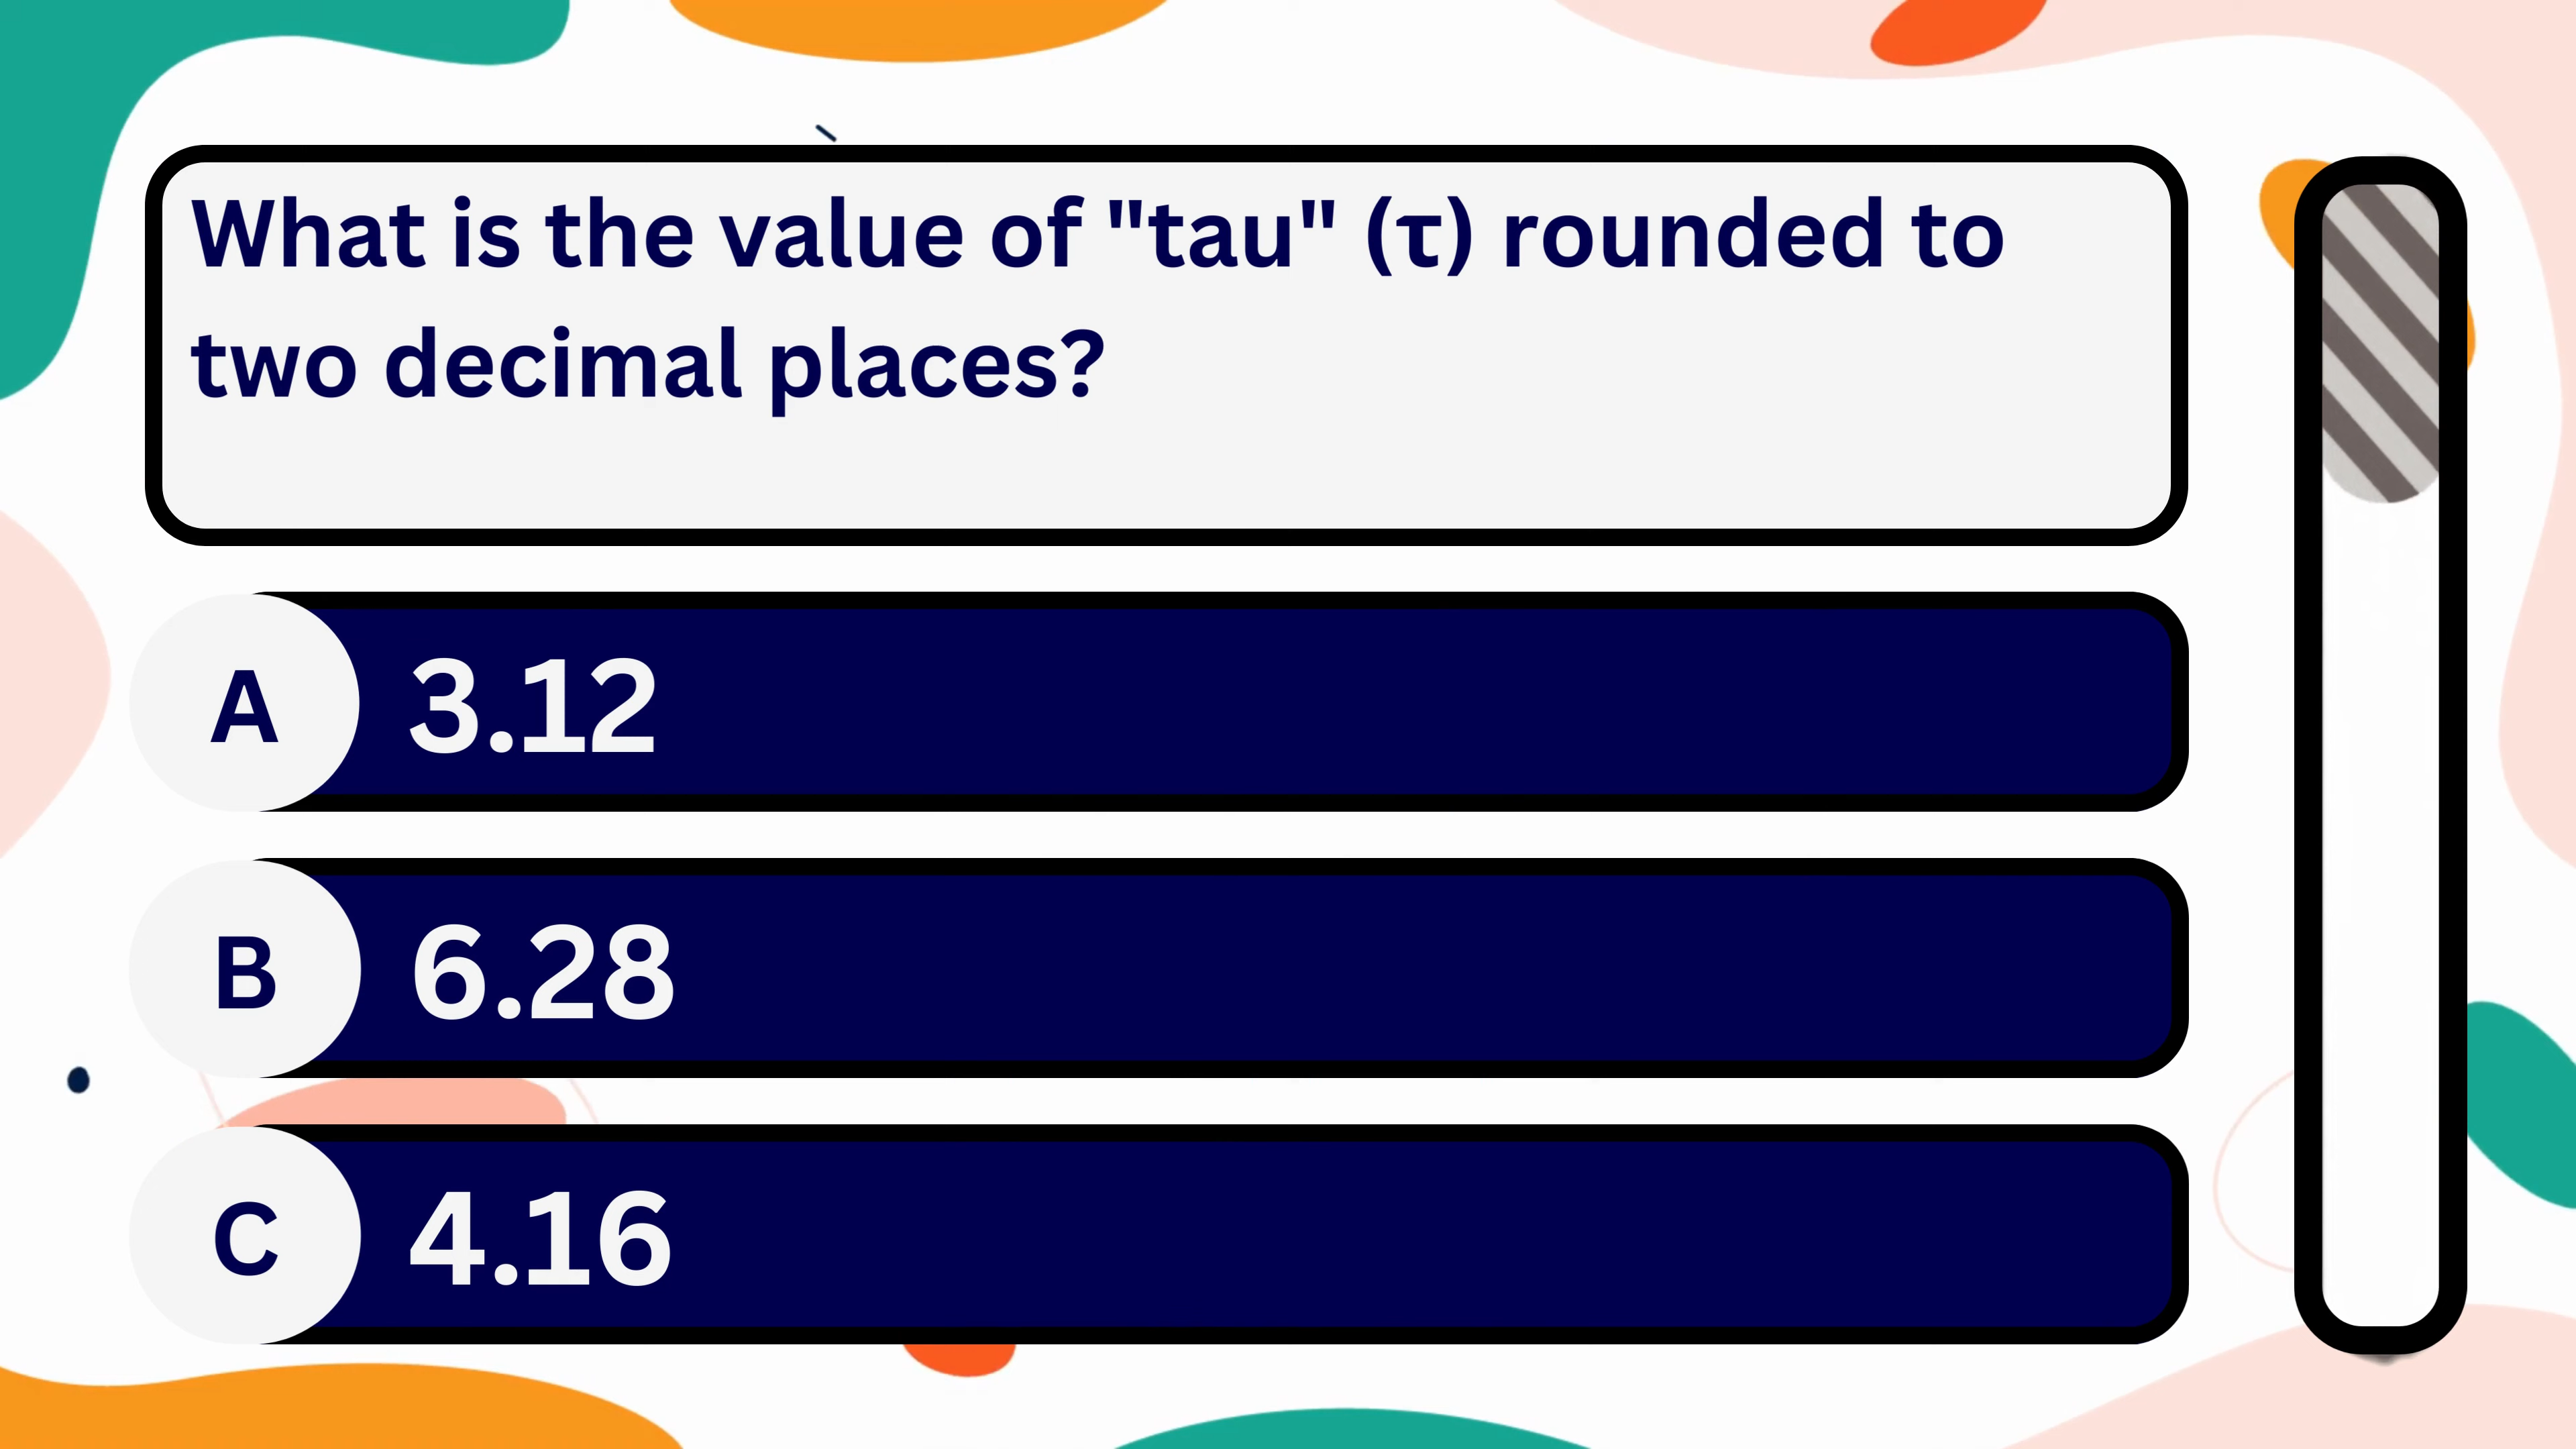 What is the value of "tau" (τ) rounded to
two decimal places?
A 3.12
B 6.28
C 4.16